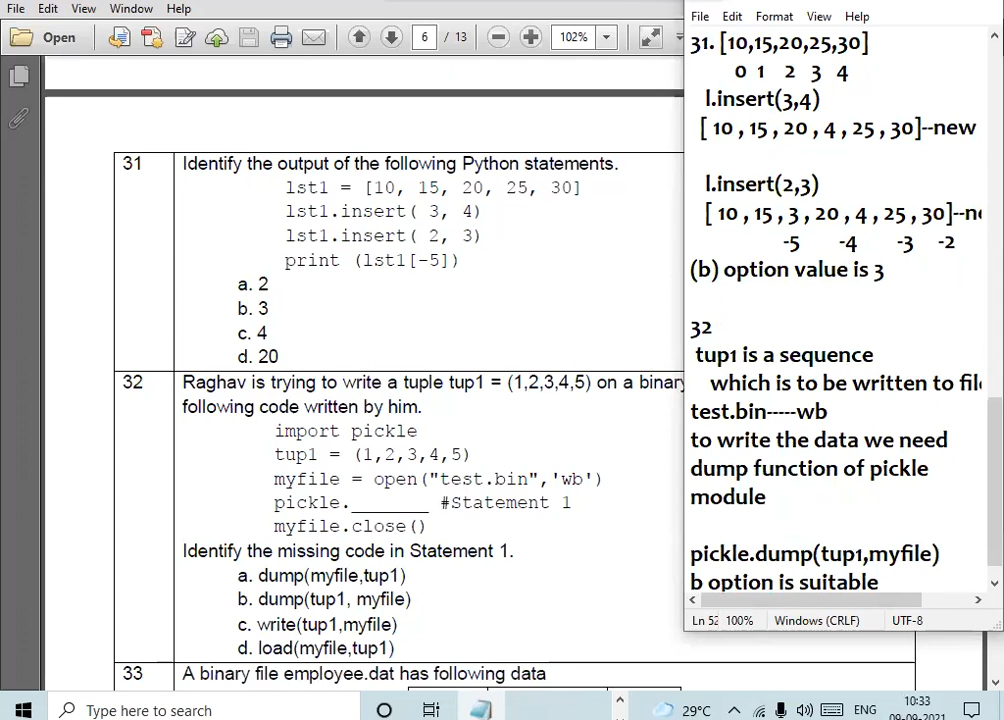 File Edit View Window Help
Open 6 / 13 102%
31 Identify the output of the following Python statements.
lst1 = [10, 15, 20, 25, 30]
lst1.insert( 3, 4)
lst1.insert( 2, 3)
print (lst1[-5])
a. 2
b. 3
c. 4
d. 20
32 Raghav is trying to write a tuple tup1 = (1,2,3,4,5) on a binary
following code written by him.
import pickle
tup1 = (1,2,3,4,5)
myfile = open("test.bin",'wb')
pickle._______ #Statement 1
myfile.close()
Identify the missing code in Statement 1.
a. dump(myfile,tup1)
b. dump(tup1, myfile)
c. write(tup1,myfile)
d. load(myfile,tup1)
33 A binary file employee.dat has following data
File Edit Format View Help
31. [10,15,20,25,30]
0 1 2 3 4
l.insert(3,4)
[ 10 , 15 , 20 , 4 , 25 , 30]--new
l.insert(2,3)
[ 10 , 15 , 3 , 20 , 4 , 25 , 30]--ne
-5 -4 -3 -2
(b) option value is 3
32
tup1 is a sequence
which is to be written to file
test.bin-----wb
to write the data we need
dump function of pickle
module
pickle.dump(tup1,myfile)
b option is suitable
Ln 52 100% Windows (CRLF) UTF-8
Type here to search
29°C ENG 10:33
09-09-2021